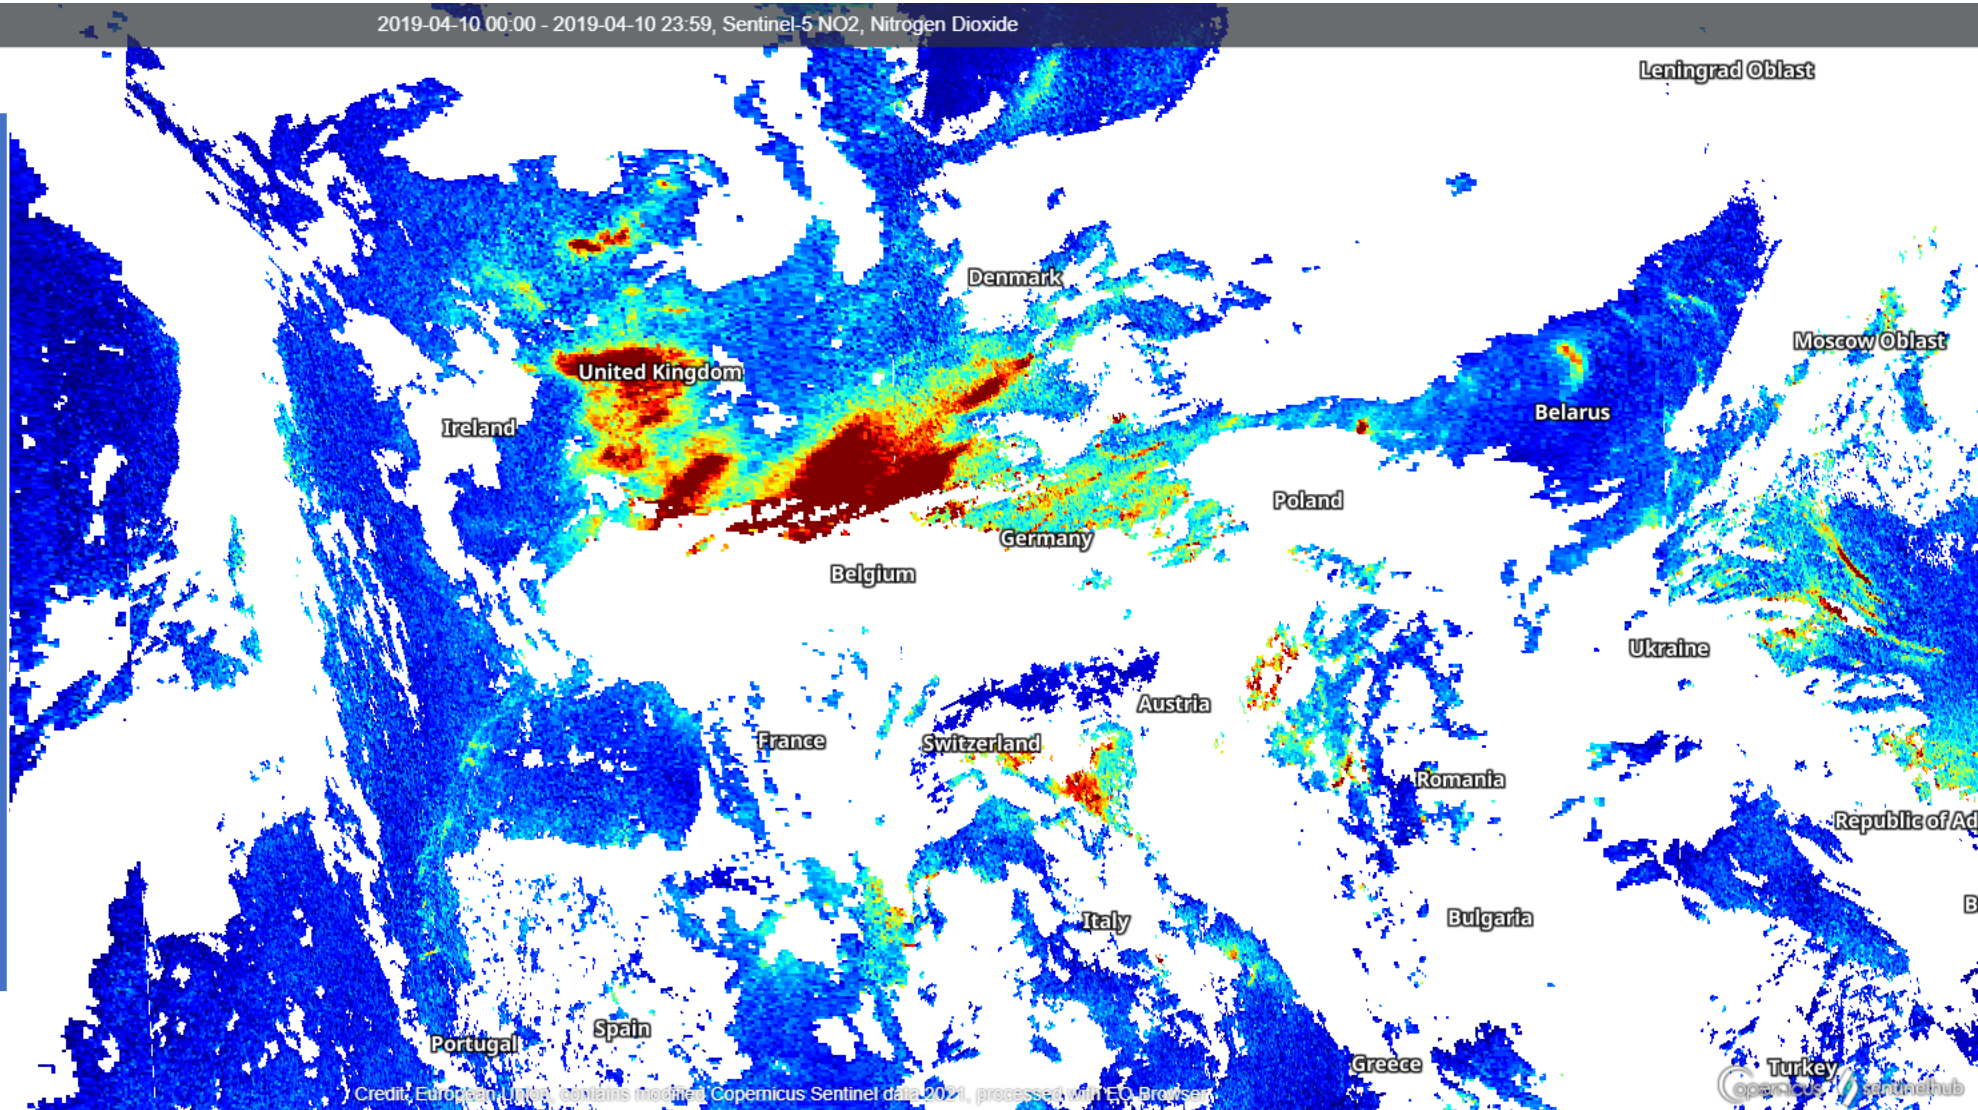 2019-04-10 00:00 - 2019-04-10 23:59, Sentinel-5 NO2, Nitrogen Dioxide
Leningrad Oblast
Denmark
Moscow Oblast
United Kingdom
Belarus
Ireland
Poland
Germany
Belgium
Ukraine
Austria
France
Switzerland
Romania
Republic of Ad
B
Italy
Bulgaria
Spain
Portugal
Greece
Turkey
opernicus sentinelhub
Credit: European Union, contains modified Copernicus Sentinel data 2021, processed with EO Browser